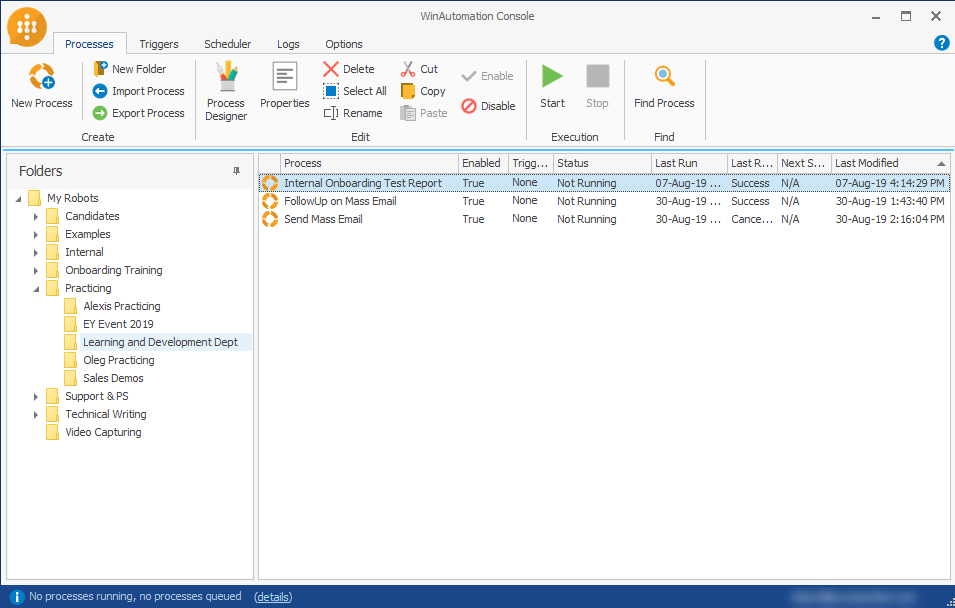 WinAutomation Console
Processes Triggers Scheduler Logs Options
New Process
New Folder
Import Process
Export Process
Create
Process Designer
Properties
Delete
Select All
Rename
Cut
Copy
Paste
Enable
Disable
Edit
Start
Stop
Execution
Find Process
Find
Folders
My Robots
Candidates
Examples
Internal
Onboarding Training
Practicing
Alexis Practicing
EY Event 2019
Learning and Development Dept
Oleg Practicing
Sales Demos
Support & PS
Technical Writing
Video Capturing
Process Enabled Trigg... Status Last Run Last R... Next S... Last Modified
Internal Onboarding Test Report True None Not Running 07-Aug-19 ... Success N/A 07-Aug-19 4:14:29 PM
FollowUp on Mass Email True None Not Running 30-Aug-19 ... Success N/A 30-Aug-19 1:43:40 PM
Send Mass Email True None Not Running 30-Aug-19 ... Cance... N/A 30-Aug-19 2:16:04 PM
No processes running, no processes queued (details)